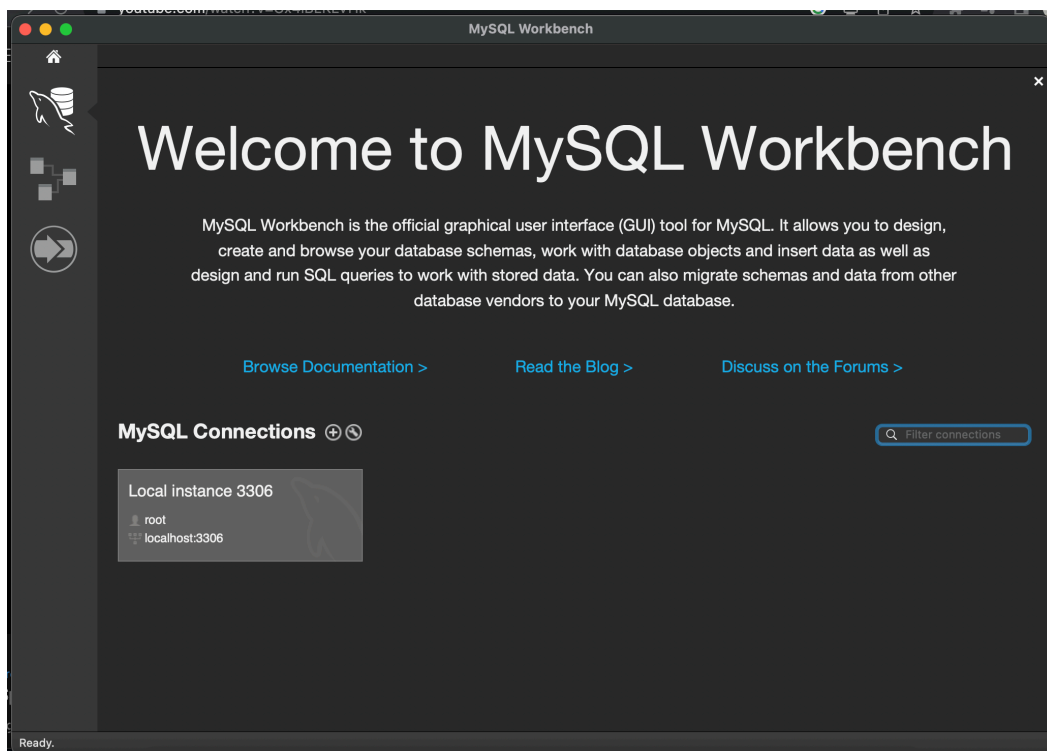 MySQL Workbench
Welcome to MySQL Workbench
MySQL Workbench is the official graphical user interface (GUI) tool for MySQL. It allows you to design,
create and browse your database schemas, work with database objects and insert data as well as
design and run SQL queries to work with stored data. You can also migrate schemas and data from other
database vendors to your MySQL database.
Browse Documentation > Read the Blog > Discuss on the Forums >
MySQL Connections
Filter connections
Local instance 3306
root
localhost:3306
Ready.